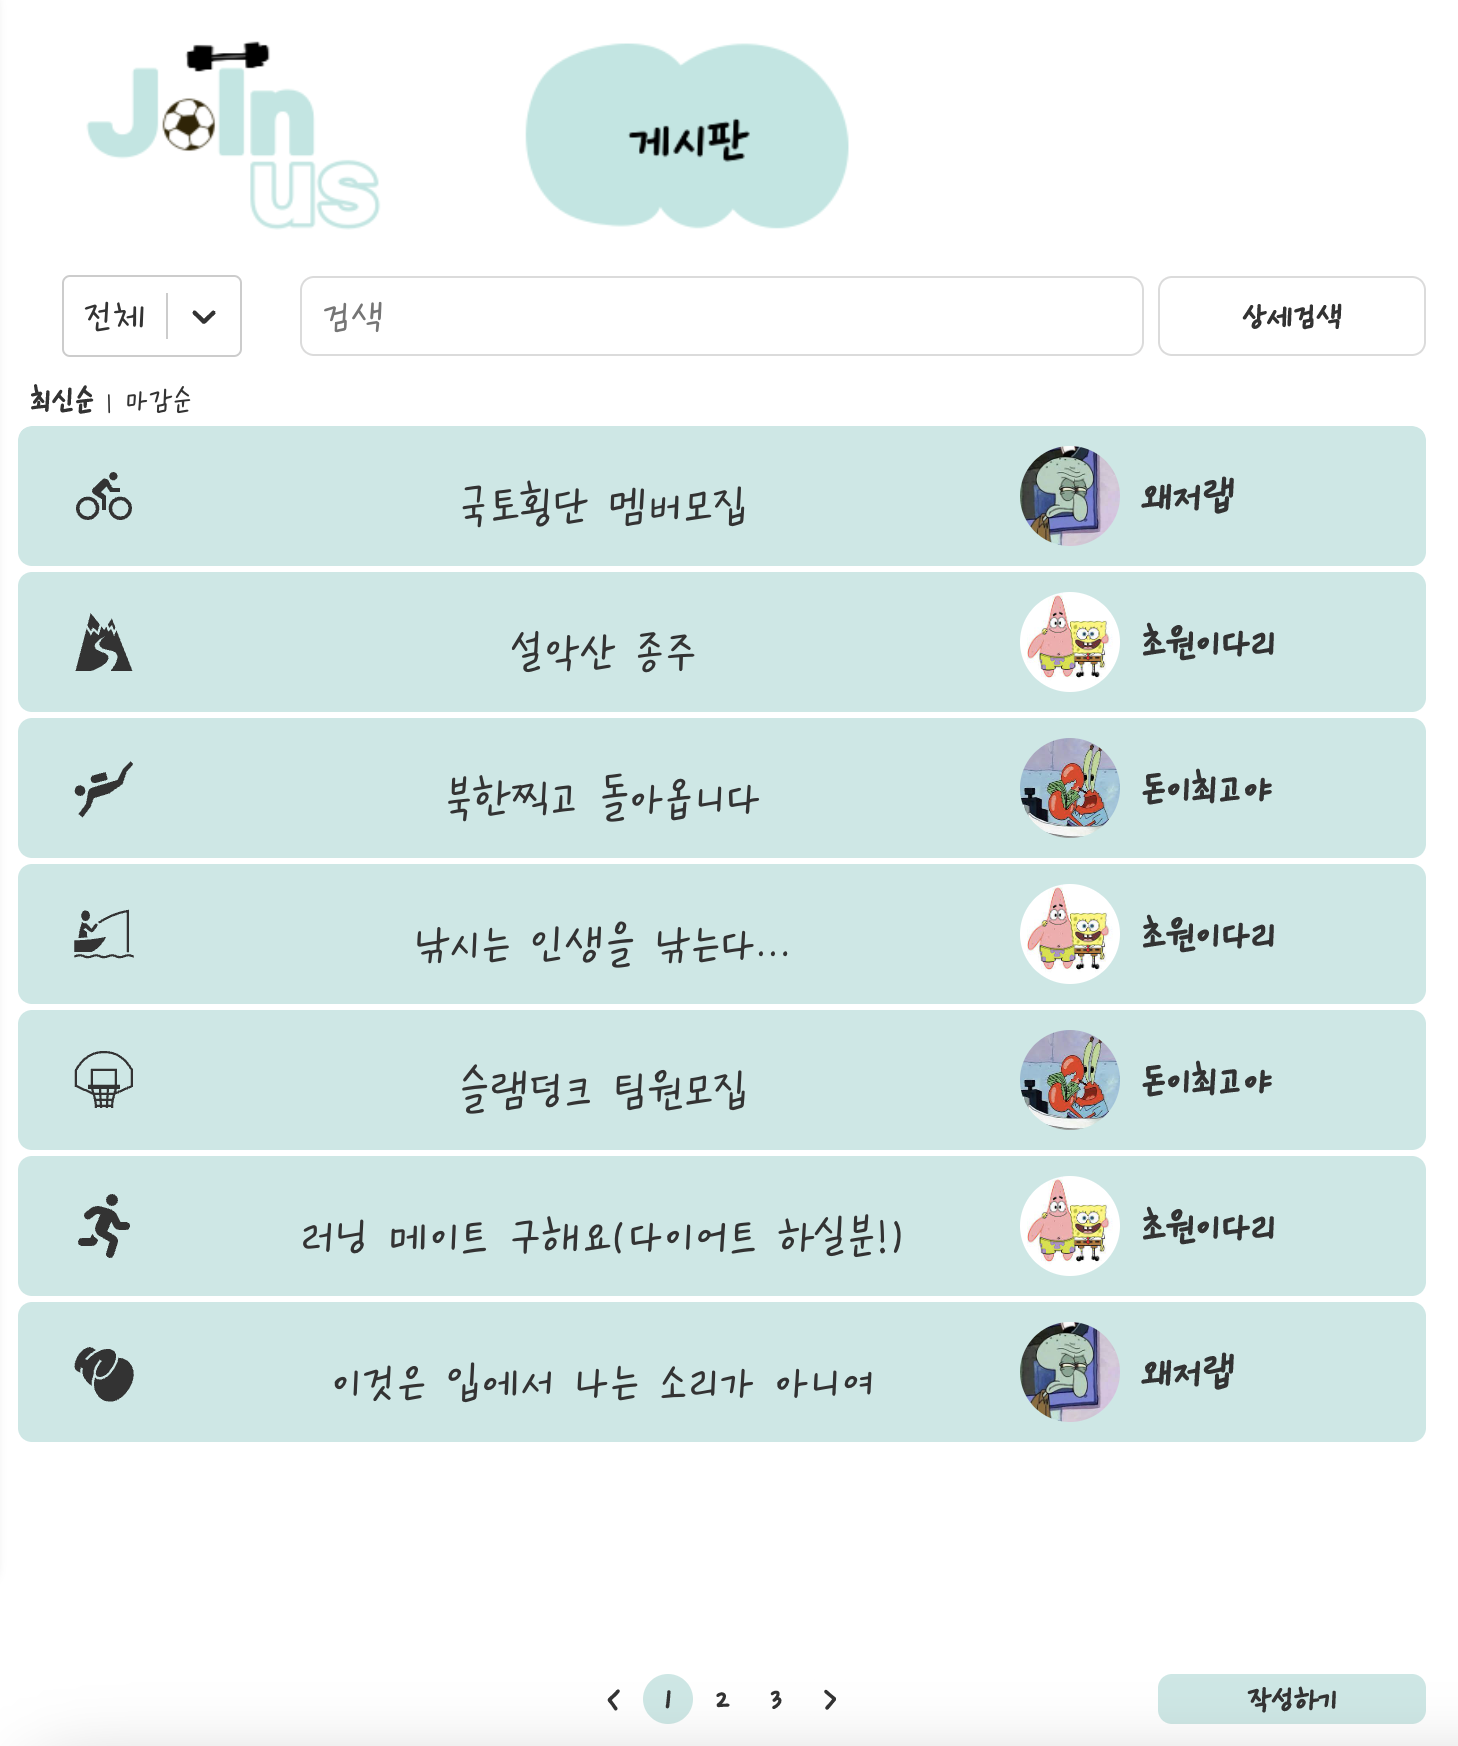 JoIn
us
게시판
전체
검색
상세검색
최신순 | 마감순
국토횡단 멤버모집
왜저랩
설악산 종주
초원이다리
북한찍고 돌아옵니다
돈이최고야
낚시는 인생을 낚는다...
초원이다리
슬램덩크 팀원모집
돈이최고야
러닝 메이트 구해요(다이어트 하실분!)
초원이다리
이것은 입에서 나는 소리가 아니여
왜저랩
1 2 3
작성하기